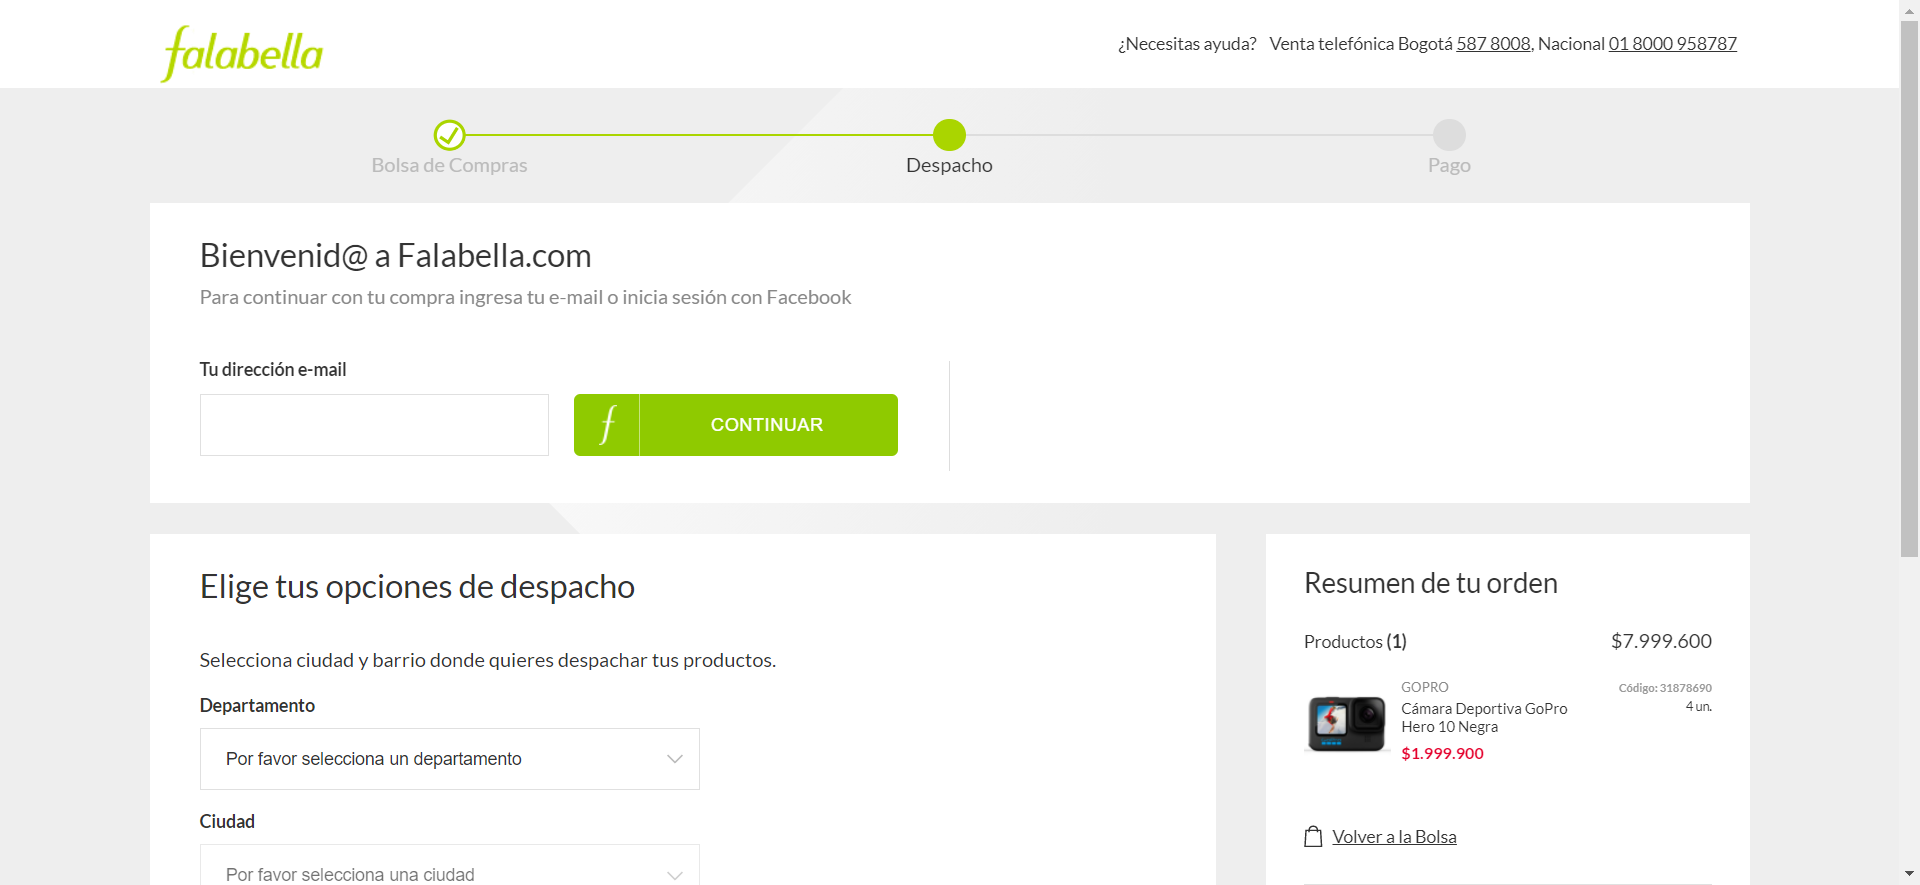 falabella
¿Necesitas ayuda? Venta telefónica Bogotá 587 8008, Nacional 01 8000 958787
Bolsa de Compras
Despacho
Pago
Bienvenid@ a Falabella.com
Para continuar con tu compra ingresa tu e-mail o inicia sesión con Facebook
Tu dirección e-mail
f CONTINUAR
Elige tus opciones de despacho
Selecciona ciudad y barrio donde quieres despachar tus productos.
Departamento
Por favor selecciona un departamento
Ciudad
Por favor selecciona una ciudad
Resumen de tu orden
Productos (1) $7.999.600
GOPRO Código: 31878690
Cámara Deportiva GoPro 4 un.
Hero 10 Negra
$1.999.900
Volver a la Bolsa